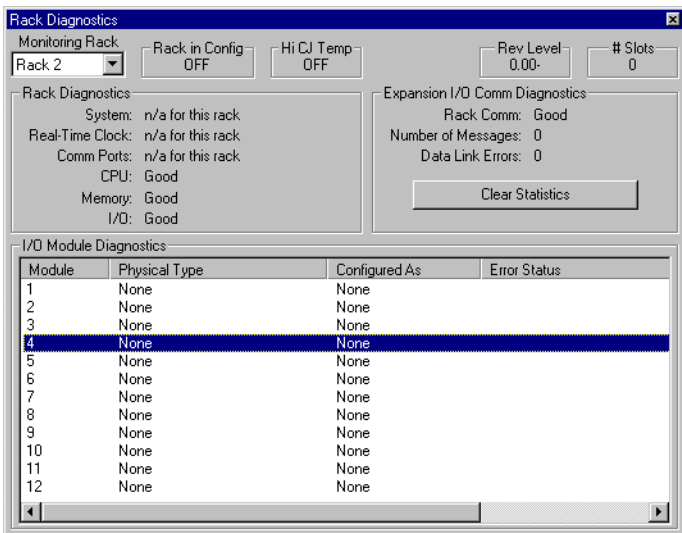 Rack Diagnostics
Monitoring Rack
Rack 2
Rack in Config
OFF
Hi CJ Temp
OFF
Rev Level
0.00-
# Slots
0
Rack Diagnostics
System: n/a for this rack
Real-Time Clock: n/a for this rack
Comm Ports: n/a for this rack
CPU: Good
Memory: Good
I/O: Good
Expansion I/O Comm Diagnostics
Rack Comm: Good
Number of Messages: 0
Data Link Errors: 0
Clear Statistics
I/O Module Diagnostics
Module Physical Type Configured As Error Status
1 None None
2 None None
3 None None
4 None None
5 None None
6 None None
7 None None
8 None None
9 None None
10 None None
11 None None
12 None None